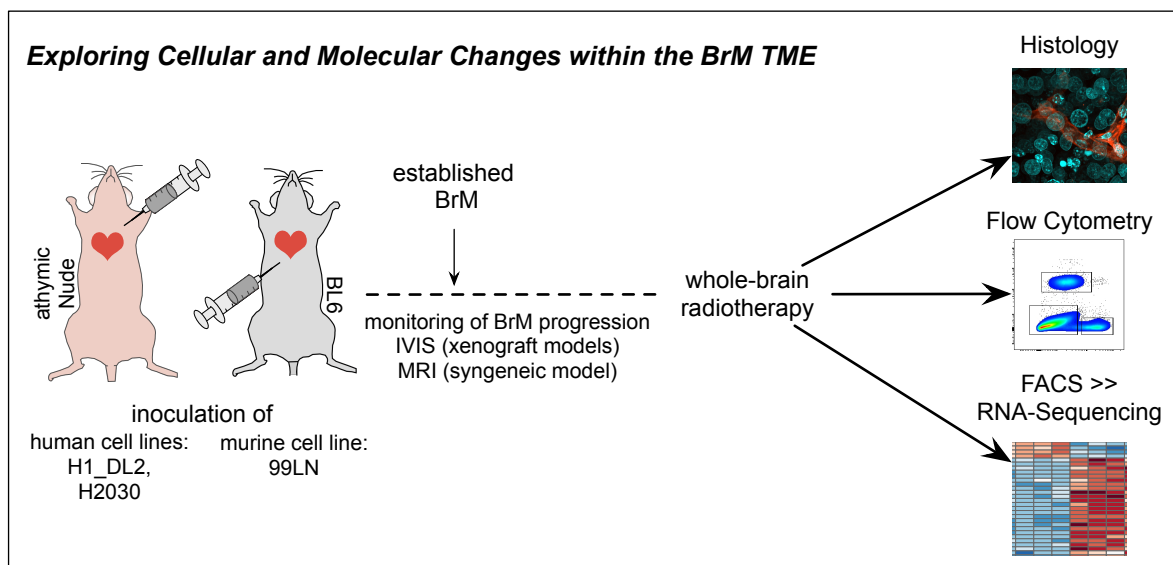 Exploring Cellular and Molecular Changes within the BrM TME
athymic
Nude
BL6
inoculation of
human cell lines:
H1_DL2,
H2030
murine cell line:
99LN
established
BrM
monitoring of BrM progression
IVIS (xenograft models)
MRI (syngeneic model)
whole-brain
radiotherapy
Histology
Flow Cytometry
FACS >>
RNA-Sequencing